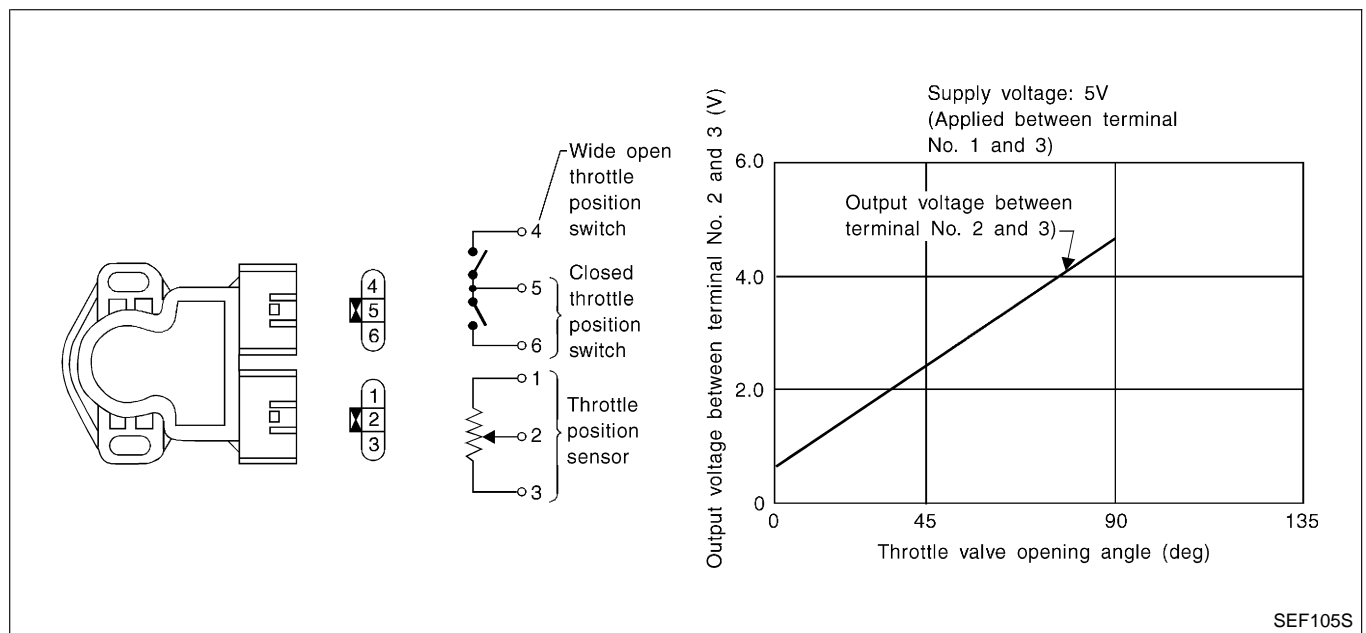 4
5
6
1
2
3
Wide open
throttle
position
switch
4
5
6
Closed
throttle
position
switch
1
2
3
Throttle
position
sensor
Output voltage between terminal No. 2 and 3 (V)
Supply voltage: 5V
(Applied between terminal
No. 1 and 3)
Output voltage between
terminal No. 2 and 3)
6.0
4.0
2.0
0
0
45
90
135
Throttle valve opening angle (deg)
SEF105S